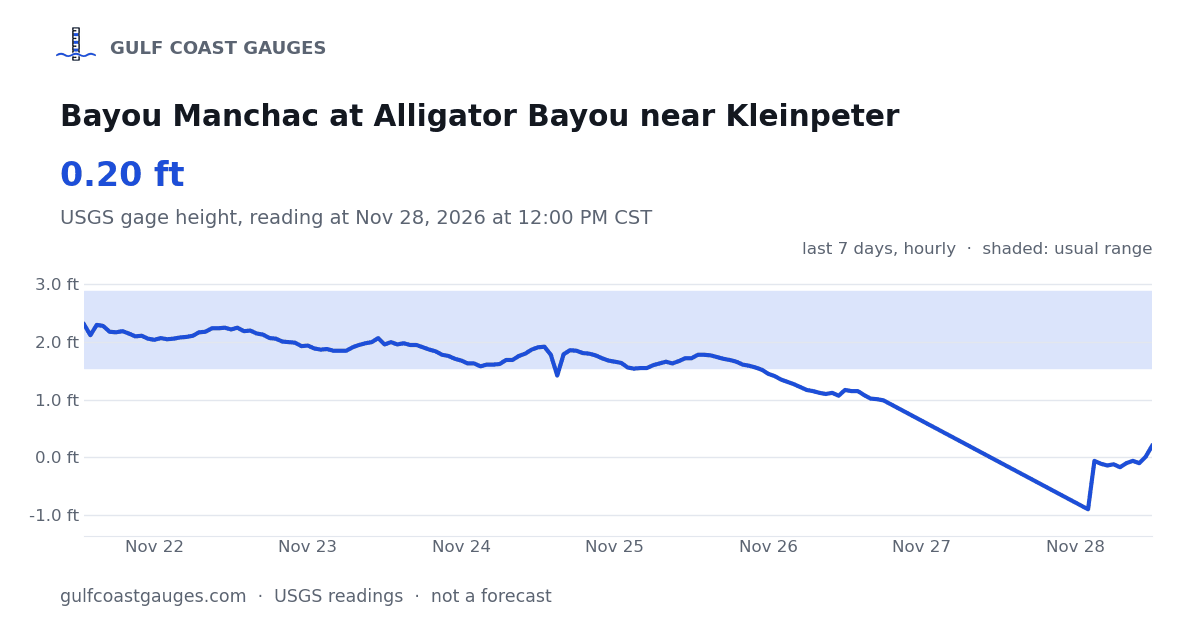 GULF COAST GAUGES
Bayou Manchac at Alligator Bayou near Kleinpeter
0.20 ft
USGS gage height, reading at Nov 28, 2026 at 12:00 PM CST
last 7 days, hourly · shaded: usual range
3.0 ft
2.0 ft
1.0 ft
0.0 ft
-1.0 ft
Nov 22 Nov 23 Nov 24 Nov 25 Nov 26 Nov 27 Nov 28
gulfcoastgauges.com · USGS readings · not a forecast